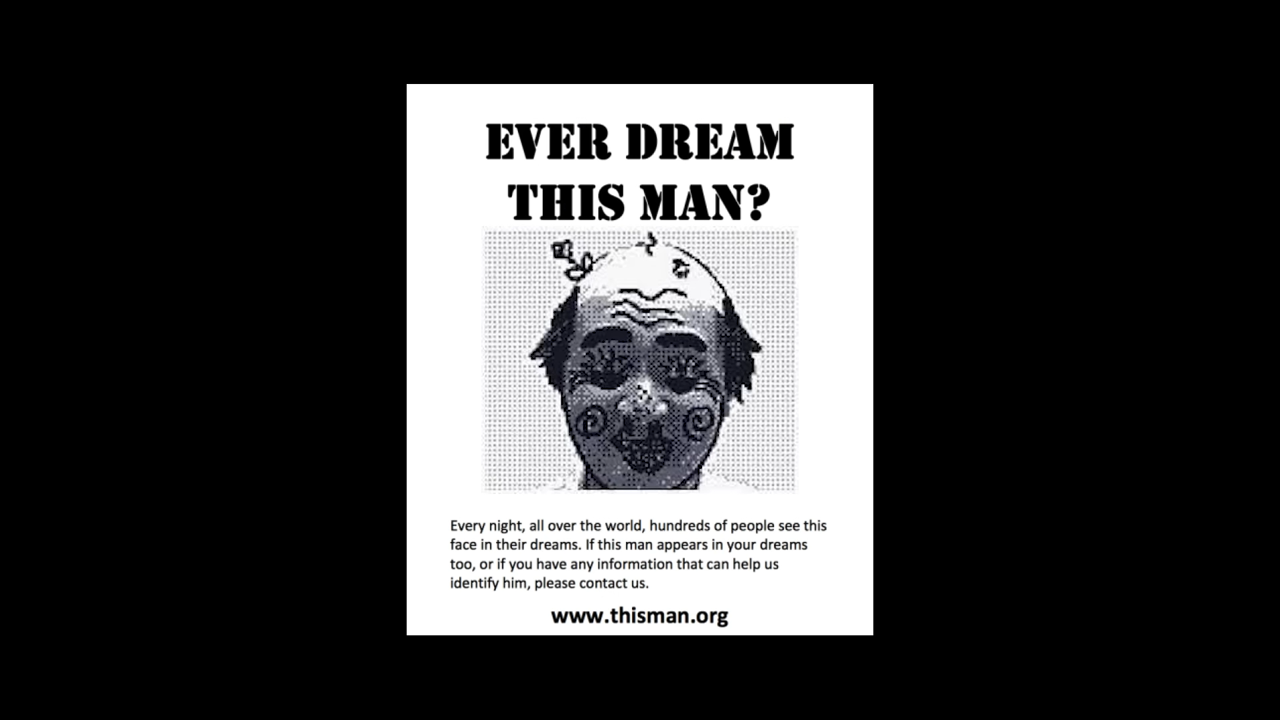 EVER DREAM
THIS MAN?
Every night, all over the world, hundreds of people see this
face in their dreams. If this man appears in your dreams
too, or if you have any information that can help us
identify him, please contact us.
www.thisman.org